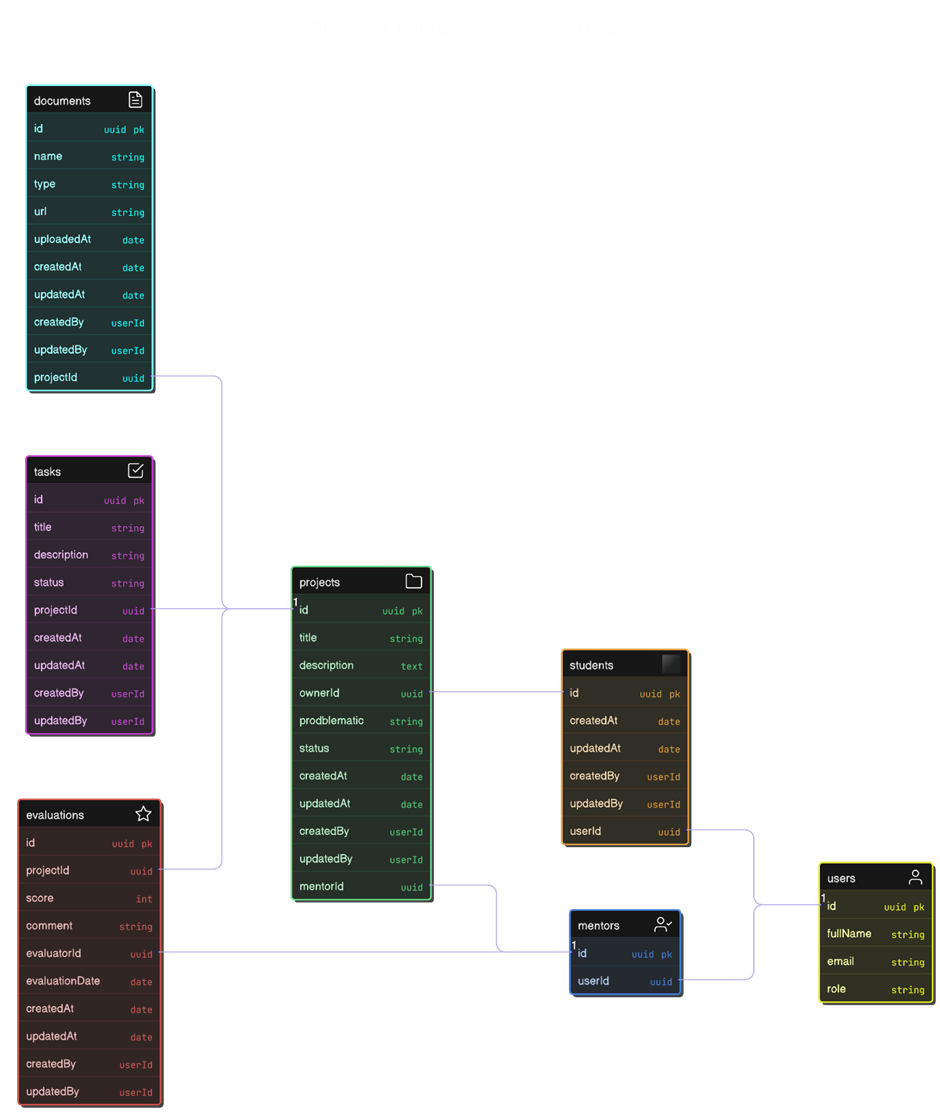 documents
id uuid pk
name string
type string
url string
uploadedAt date
createdAt date
updatedAt date
createdBy userId
updatedBy userId
projectId uuid
tasks
id uuid pk
title string
description string
status string
projectId uuid
createdAt date
updatedAt date
createdBy userId
updatedBy userId
projects
1
id uuid pk
title string
description text
ownerId uuid
prodblematic string
status string
createdAt date
updatedAt date
createdBy userId
updatedBy userId
mentorId uuid
students
id uuid pk
createdAt date
updatedAt date
createdBy userId
updatedBy userId
userId uuid
evaluations
id uuid pk
projectId uuid
score int
comment string
evaluatorId uuid
evaluationDate date
createdAt date
updatedAt date
createdBy userId
updatedBy userId
mentors
1
id uuid pk
userId uuid
users
1
id uuid pk
fullName string
email string
role string